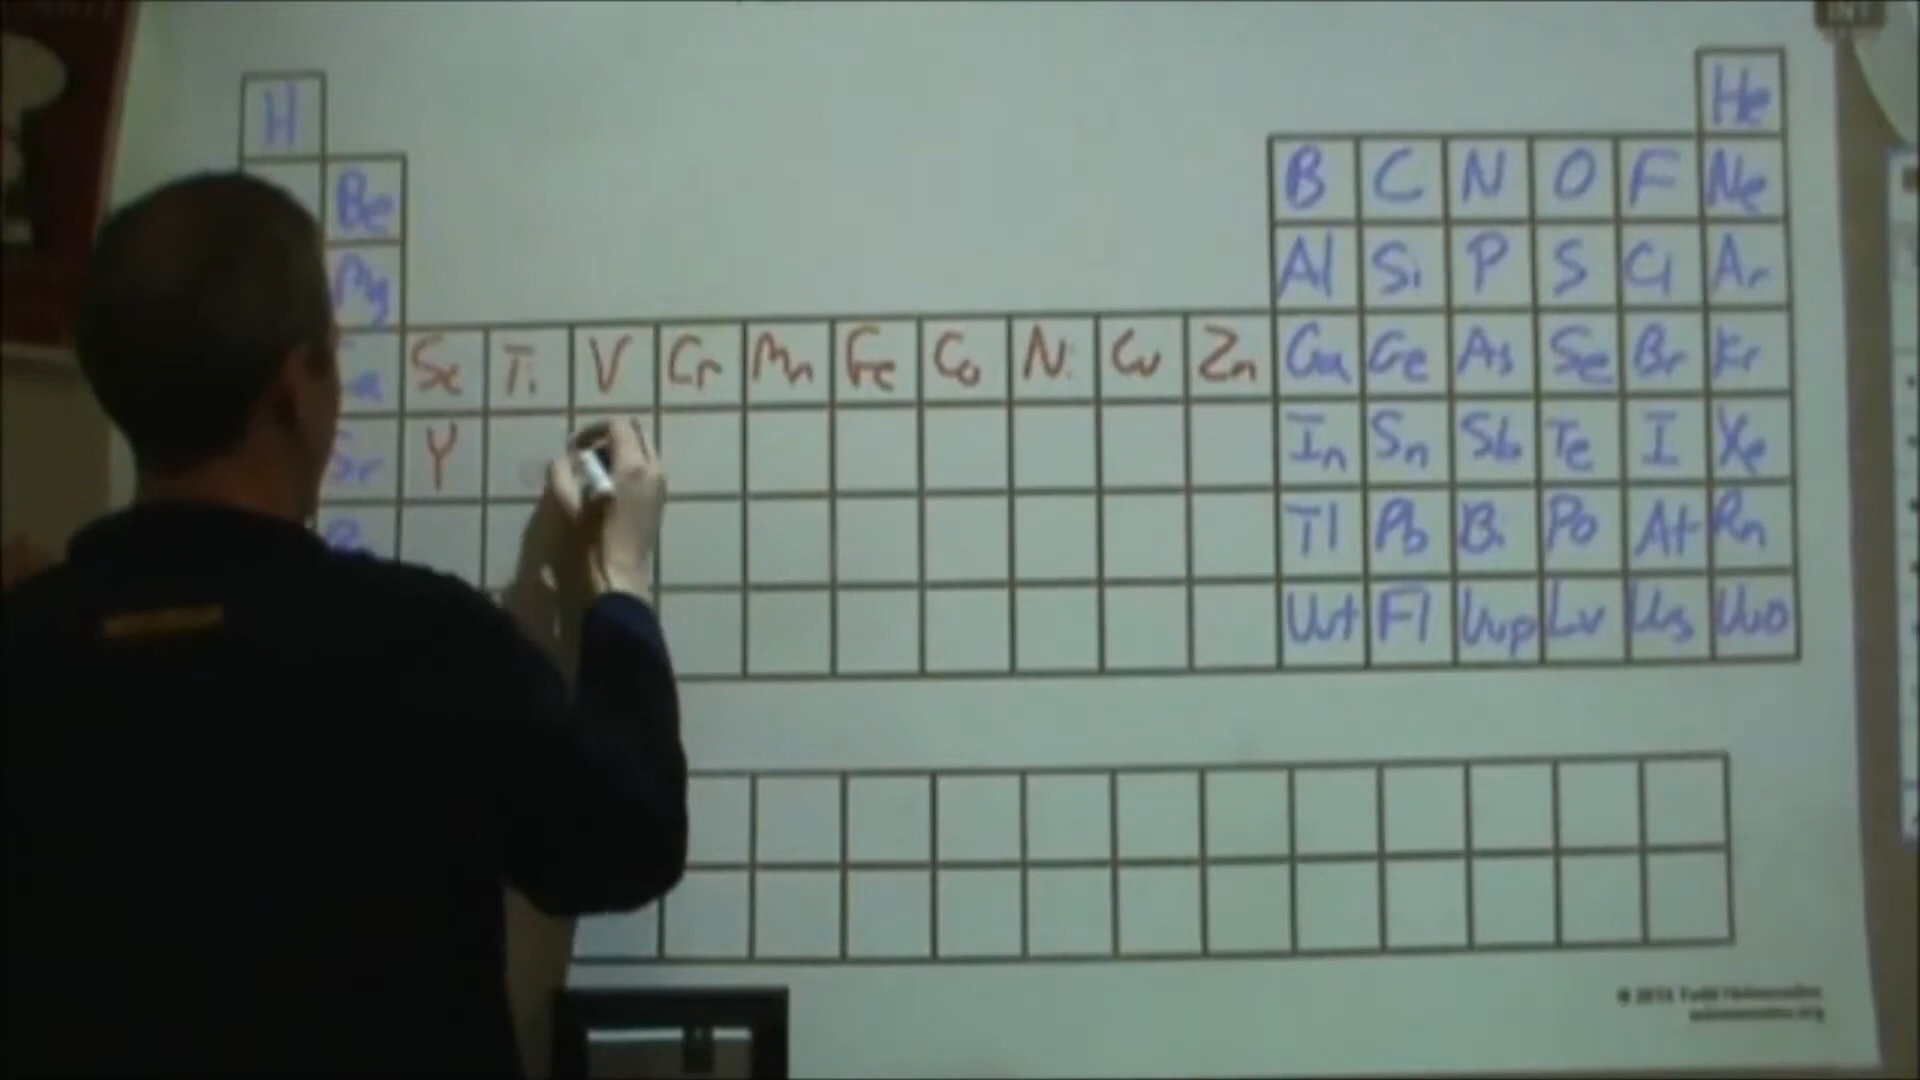 H He
Be B C N O F Ne
Mg Al Si P S Cl Ar
Sc Ti V Cr Mn Fe Co Ni Cu Zn Ga Ge As Se Br Kr
Sr Y In Sn Sb Te I Xe
Tl Pb Bi Po At Rn
Uut Fl Uup Lv Uus Uuo